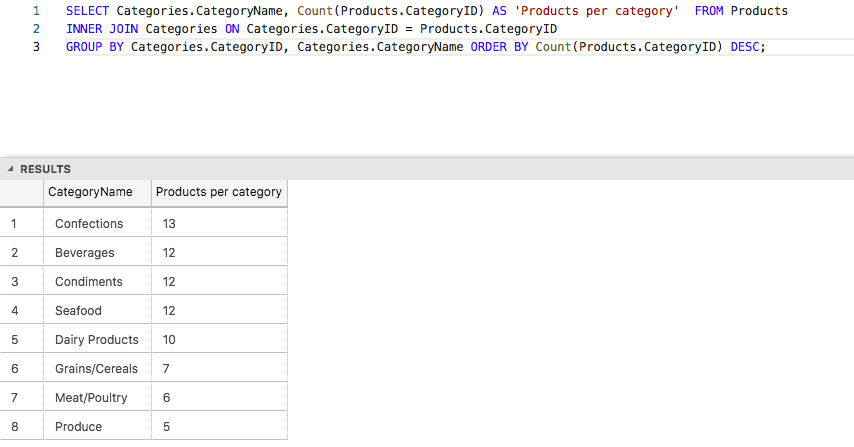 1 SELECT Categories.CategoryName, Count(Products.CategoryID) AS 'Products per category'  FROM Products
2 INNER JOIN Categories ON Categories.CategoryID = Products.CategoryID
3 GROUP BY Categories.CategoryID, Categories.CategoryName ORDER BY Count(Products.CategoryID) DESC;
RESULTS
CategoryName Products per category
1 Confections 13
2 Beverages 12
3 Condiments 12
4 Seafood 12
5 Dairy Products 10
6 Grains/Cereals 7
7 Meat/Poultry 6
8 Produce 5